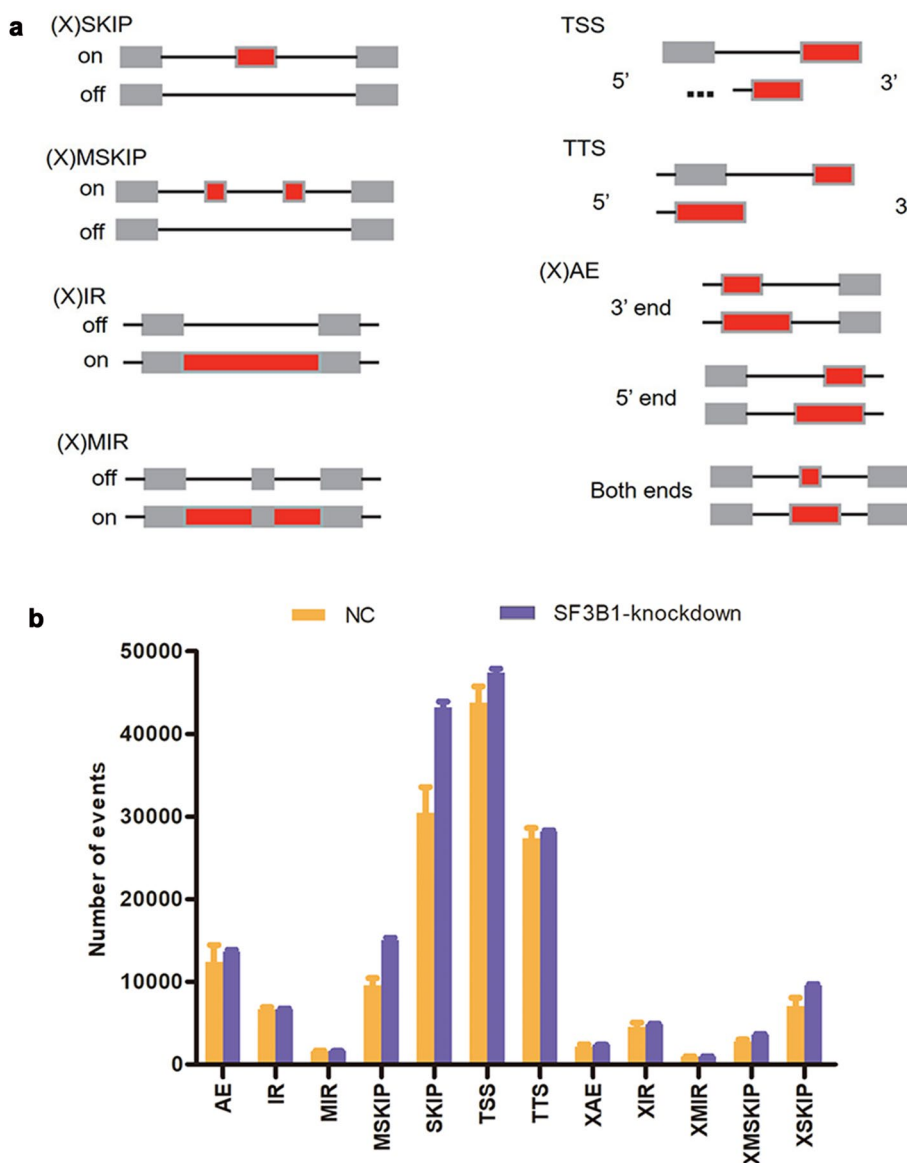 a
(X)SKIP
on
off
(X)MSKIP
on
off
(X)IR
off
on
(X)MIR
off
on
TSS
5’
3’
TTS
5’
3
(X)AE
3’ end
5’ end
Both ends
b
NC
SF3B1-knockdown
Number of events
50000
40000
30000
20000
10000
0
AE
IR
MIR
MSKIP
SKIP
TSS
TTS
XAE
XIR
XMIR
XMSKIP
XSKIP